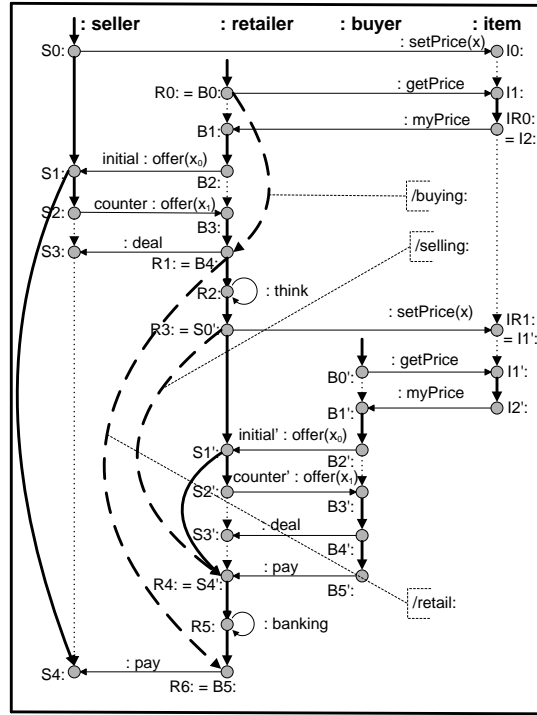 : seller : retailer : buyer : item
S0: : setPrice(x) I0:
R0: = B0: : getPrice I1:
B1: : myPrice IR0:
= I2:
S1: initial : offer(x₀) B2:
/buying:
S2: counter : offer(x₁) B3:
S3: : deal
/selling:
R1: = B4:
R2: : think
R3: = S0': : setPrice(x) IR1:
= I1':
B0': : getPrice I1':
B1': : myPrice I2':
S1': initial' : offer(x₀) B2':
S2': counter' : offer(x₁) B3':
S3': : deal B4':
R4: = S4': : pay B5':
/retail:
R5: : banking
S4: : pay
R6: = B5: